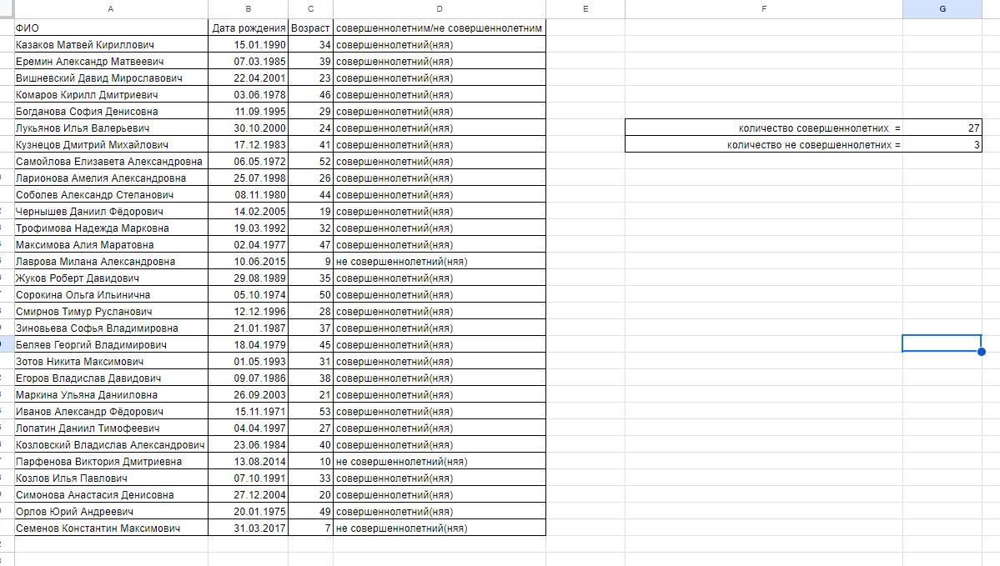 A B C D E F G
ФИО Дата рождения Возраст совершеннолетним/не совершеннолетним
Казаков Матвей Кириллович 15.01.1990 34 совершеннолетний(няя)
Еремин Александр Матвеевич 07.03.1985 39 совершеннолетний(няя)
Вишневский Давид Мирославович 22.04.2001 23 совершеннолетний(няя)
Комаров Кирилл Дмитриевич 03.06.1978 46 совершеннолетний(няя)
Богданова София Денисовна 11.09.1995 29 совершеннолетний(няя)
Лукьянов Илья Валерьевич 30.10.2000 24 совершеннолетний(няя) количество совершеннолетних = 27
Кузнецов Дмитрий Михайлович 17.12.1983 41 совершеннолетний(няя) количество не совершеннолетних = 3
Самойлова Елизавета Александровна 06.05.1972 52 совершеннолетний(няя)
Ларионова Амелия Александровна 25.07.1998 26 совершеннолетний(няя)
Соболев Александр Степанович 08.11.1980 44 совершеннолетний(няя)
Чернышев Даниил Фёдорович 14.02.2005 19 совершеннолетний(няя)
Трофимова Надежда Марковна 19.03.1992 32 совершеннолетний(няя)
Максимова Алия Маратовна 02.04.1977 47 совершеннолетний(няя)
Лаврова Милана Александровна 10.06.2015 9 не совершеннолетний(няя)
Жуков Роберт Давидович 29.08.1989 35 совершеннолетний(няя)
Сорокина Ольга Ильинична 05.10.1974 50 совершеннолетний(няя)
Смирнов Тимур Русланович 12.12.1996 28 совершеннолетний(няя)
Зиновьева Софья Владимировна 21.01.1987 37 совершеннолетний(няя)
Беляев Георгий Владимирович 18.04.1979 45 совершеннолетний(няя)
Зотов Никита Максимович 01.05.1993 31 совершеннолетний(няя)
Егоров Владислав Давидович 09.07.1986 38 совершеннолетний(няя)
Маркина Ульяна Данииловна 26.09.2003 21 совершеннолетний(няя)
Иванов Александр Фёдорович 15.11.1971 53 совершеннолетний(няя)
Лопатин Даниил Тимофеевич 04.04.1997 27 совершеннолетний(няя)
Козловский Владислав Александрович 23.06.1984 40 совершеннолетний(няя)
Парфенова Виктория Дмитриевна 13.08.2014 10 не совершеннолетний(няя)
Козлов Илья Павлович 07.10.1991 33 совершеннолетний(няя)
Симонова Анастасия Денисовна 27.12.2004 20 совершеннолетний(няя)
Орлов Юрий Андреевич 20.01.1975 49 совершеннолетний(няя)
Семенов Константин Максимович 31.03.2017 7 не совершеннолетний(няя)